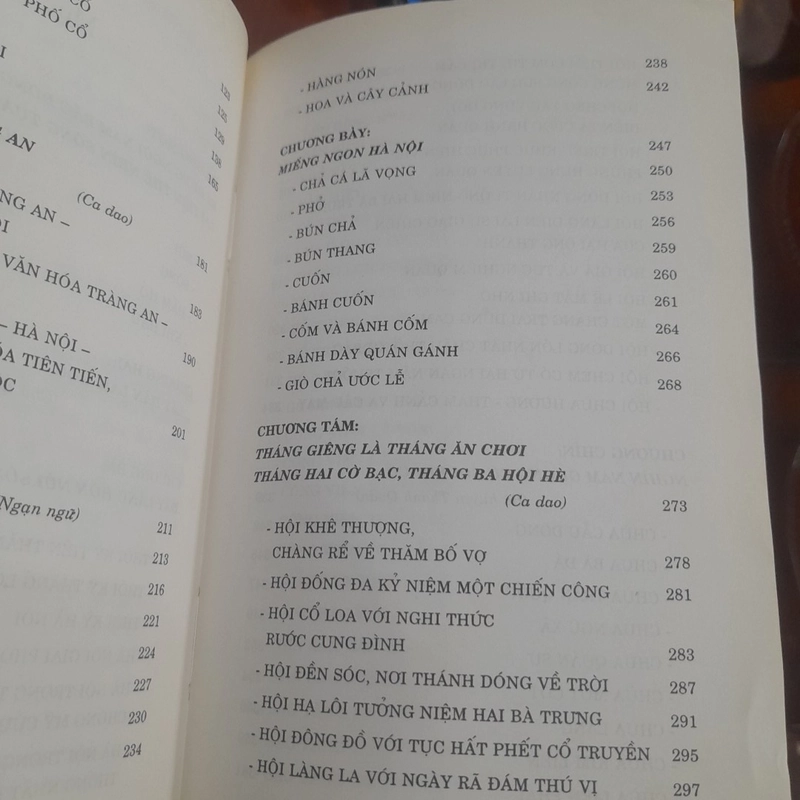 CỔ
PHỐ CỔ
I
121
125
129
138
AN
165
(Ca dao)
NG AN –
ỘI
181
VĂN HÓA TRÀNG AN –
183
– HÀ NỘI –
190
ÓA TIÊN TIẾN,
ỘC
201
Ngạn ngữ)
211
213
216
221
224
227
230
234
- HÀNG NÓN 238
- HOA VÀ CÂY CẢNH 242
CHƯƠNG BẢY:
MIẾNG NGON HÀ NỘI 247
- CHẢ CÁ LÃ VỌNG 250
- PHỞ 253
- BÚN CHẢ 256
- BÚN THANG 259
- CUỐN 260
- BÁNH CUỐN 261
- CỐM VÀ BÁNH CỐM 264
- BÁNH DÀY QUÁN GÁNH 266
- GIÒ CHẢ ƯỚC LỄ 268
CHƯƠNG TÁM:
THÁNG GIÊNG LÀ THÁNG ĂN CHƠI
THÁNG HAI CỜ BẠC, THÁNG BA HỘI HÈ
(Ca dao) 273
- HỘI KHÊ THƯỢNG,
CHÀNG RỂ VỀ THĂM BỐ VỢ 278
- HỘI ĐỐNG ĐA KỶ NIỆM MỘT CHIẾN CÔNG 281
- HỘI CỔ LOA VỚI NGHI THỨC
RƯỚC CUNG ĐÌNH 283
- HỘI ĐỀN SÓC, NƠI THÁNH DÓNG VỀ TRỜI 287
- HỘI HẠ LÔI TƯỞNG NIỆM HAI BÀ TRƯNG 291
- HỘI ĐÔNG ĐỒ VỚI TỤC HẤT PHẾT CỔ TRUYỀN 295
- HỘI LÀNG LA VỚI NGÀY RÃ ĐÁM THÚ VỊ 297